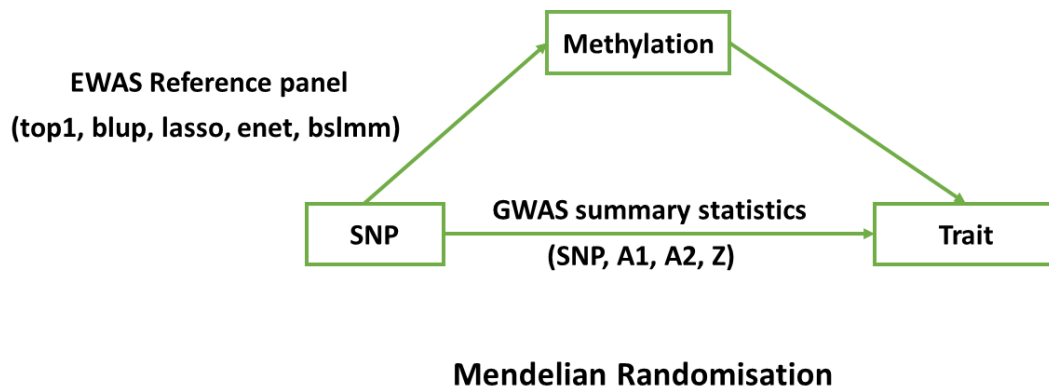 Methylation
EWAS Reference panel
(top1, blup, lasso, enet, bslmm)
GWAS summary statistics
SNP
Trait
(SNP, A1, A2, Z)
Mendelian Randomisation